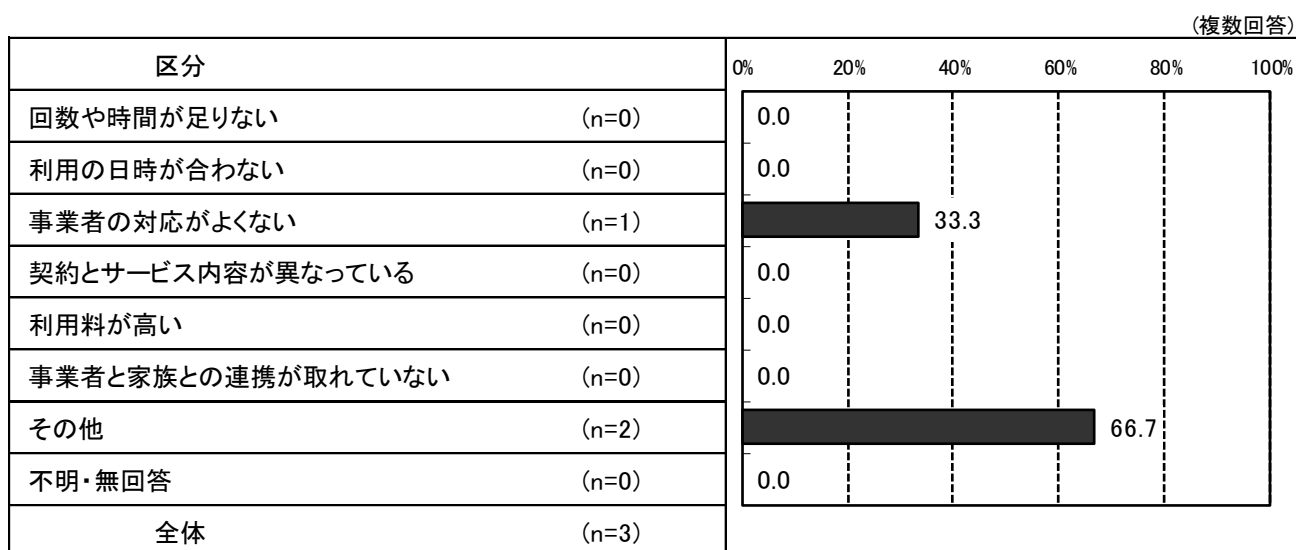 (複数回答)
区分
0% 20% 40% 60% 80% 100%
回数や時間が足りない (n=0) 0.0
利用の日時が合わない (n=0) 0.0
事業者の対応がよくない (n=1) 33.3
契約とサービス内容が異なっている (n=0) 0.0
利用料が高い (n=0) 0.0
事業者と家族との連携が取れていない (n=0) 0.0
その他 (n=2) 66.7
不明・無回答 (n=0) 0.0
全体 (n=3)